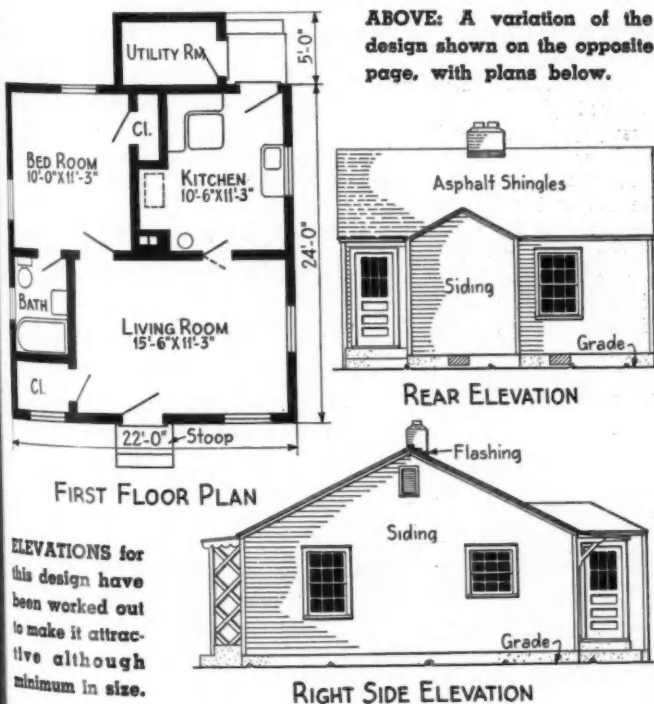 ABOVE: A variation of the
design shown on the opposite
page, with plans below.
UTILITY RM
5'-0"
CL.
BED ROOM
10'-0"X11'-3"
KITCHEN
10'-6"X11'-3"
24'-0"
BATH
LIVING ROOM
15'-6"X11'-3"
CL.
22'-0"
Stoop
FIRST FLOOR PLAN
Asphalt Shingles
Siding
Grade
REAR ELEVATION
Flashing
Siding
Grade
RIGHT SIDE ELEVATION
ELEVATIONS for
this design have
been worked out
to make it attrac-
tive although
minimum in size.